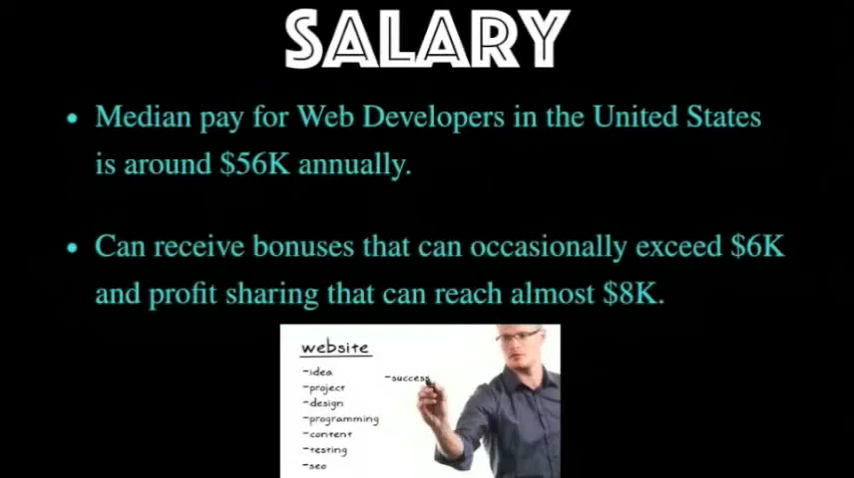 SALARY
• Median pay for Web Developers in the United States
is around $56K annually.
• Can receive bonuses that can occasionally exceed $6K
and profit sharing that can reach almost $8K.
website
-idea
-success
-project
-design
-programming
-content
-testing
-seo